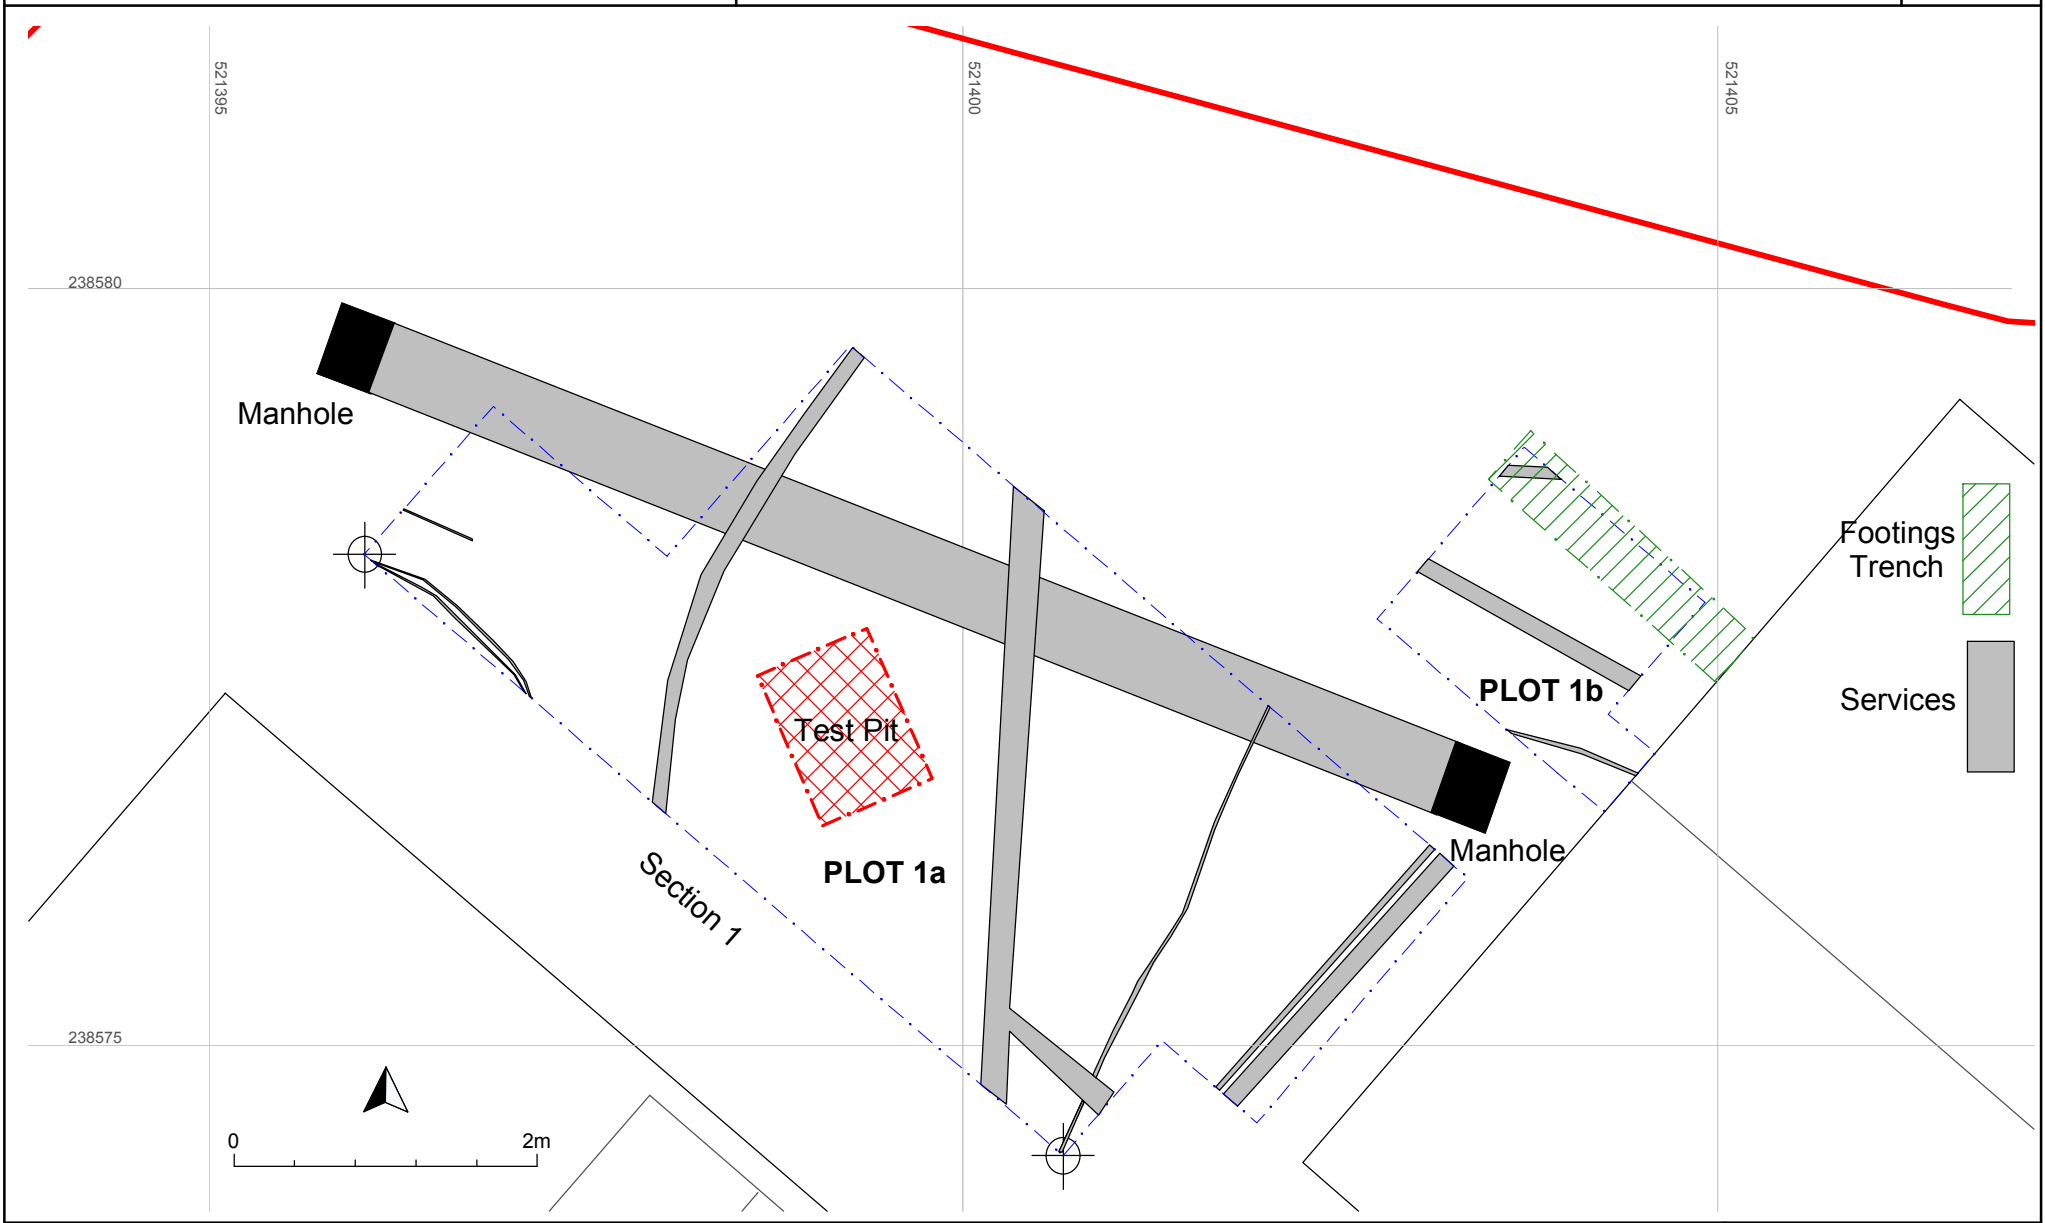 521395
521400
521405
238580
Manhole
Footings
Trench
PLOT 1b
Services
Test Pit
Manhole
PLOT 1a
Section 1
238575
0 2m